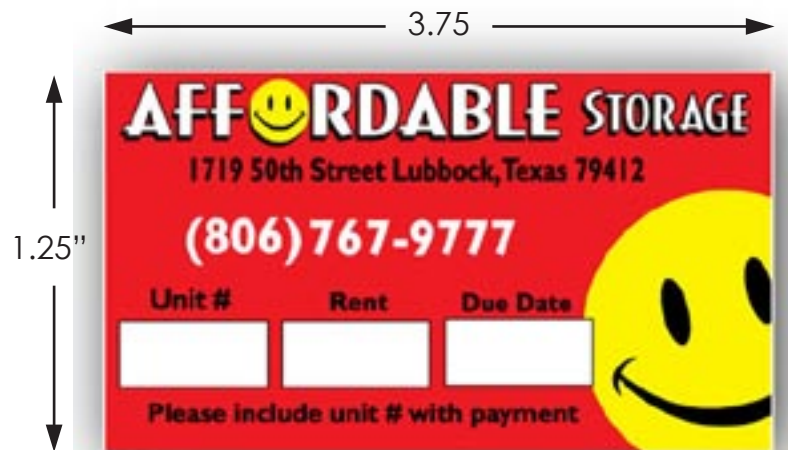 3.75
1.25”
AFFORDABLE STORAGE
1719 50th Street Lubbock, Texas 79412
(806) 767-9777
Unit # Rent Due Date
Please include unit # with payment